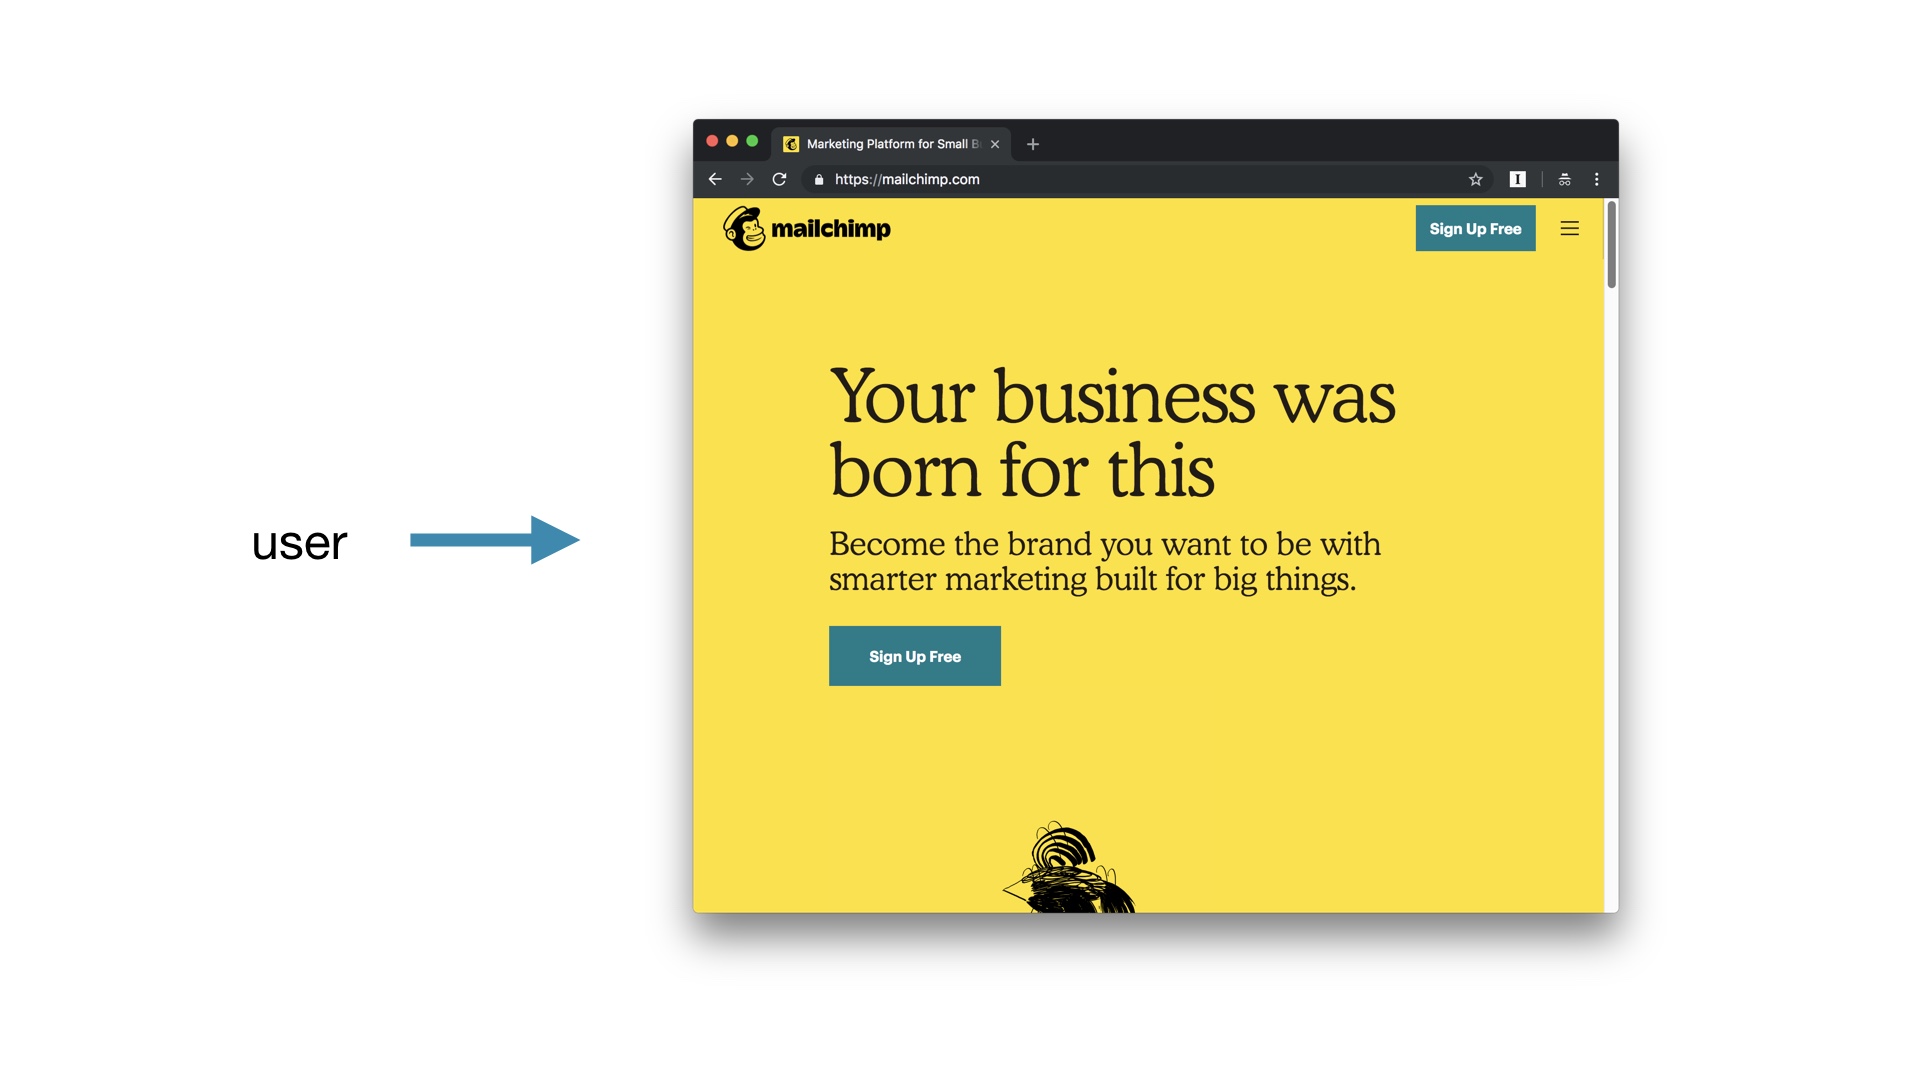 Marketing Platform for Small B
https://mailchimp.com
mailchimp
Sign Up Free
Your business was
born for this
user
Become the brand you want to be with
smarter marketing built for big things.
Sign Up Free